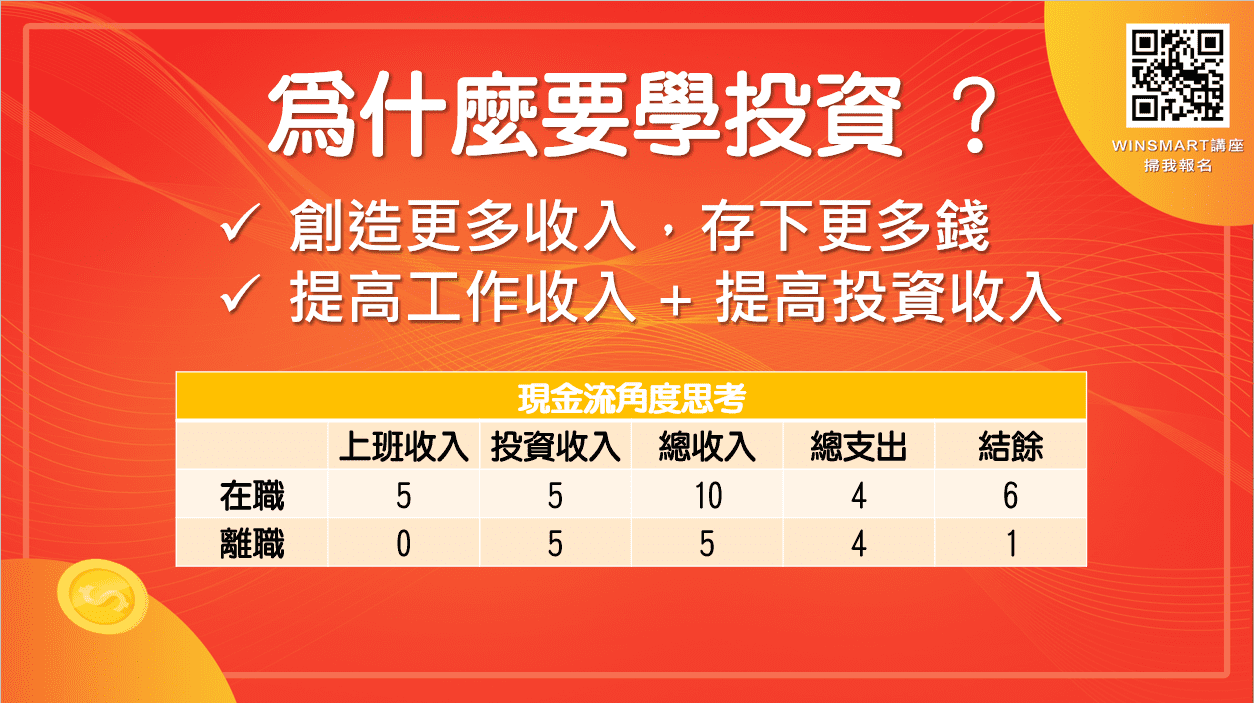 為什麼要學投資 ?
WINSMART講座
掃我報名
✓ 創造更多收入，存下更多錢
✓ 提高工作收入 + 提高投資收入
現金流角度思考
上班收入 投資收入 總收入 總支出 結餘
在職 5 5 10 4 6
離職 0 5 5 4 1